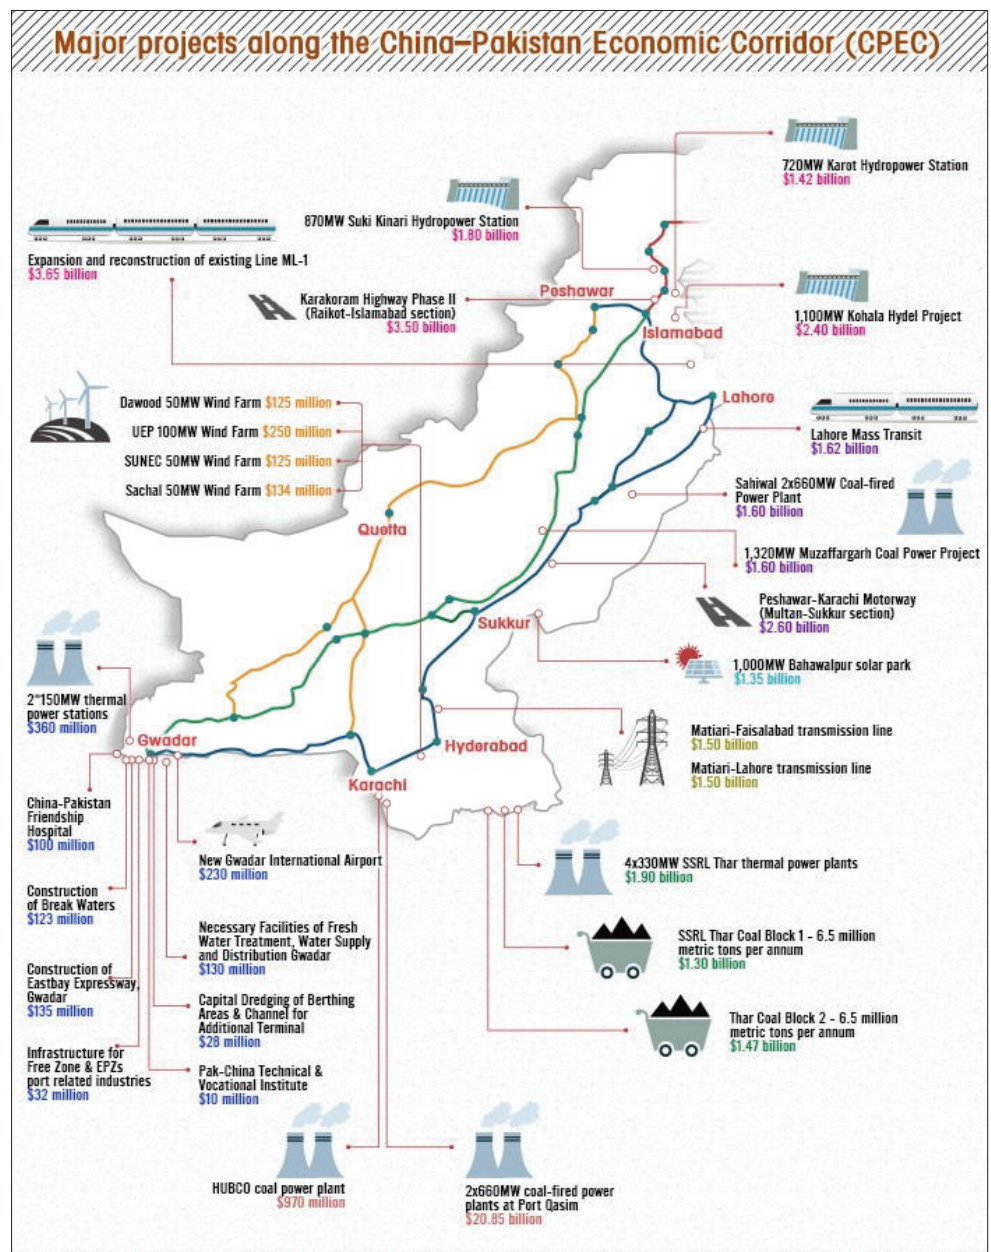 Major projects along the China–Pakistan Economic Corridor (CPEC)
720MW Karot Hydropower Station
$1.42 billion
870MW Suki Kinari Hydropower Station
$1.80 billion
Expansion and reconstruction of existing Line ML-1
$3.65 billion
Karakoram Highway Phase II
(Raikot-Islamabad section)
$3.50 billion
Peshawar
Islamabad
1,100MW Kohala Hydel Project
$2.40 billion
Dawood 50MW Wind Farm $125 million
UEP 100MW Wind Farm $250 million
SUNEC 50MW Wind Farm $125 million
Sachal 50MW Wind Farm $134 million
Lahore
Lahore Mass Transit
$1.62 billion
Sahiwal 2x660MW Coal-fired
Power Plant
$1.60 billion
Quetta
1,320MW Muzaffargarh Coal Power Project
$1.60 billion
Peshawar-Karachi Motorway
(Multan-Sukkur section)
$2.60 billion
Sukkur
1,000MW Bahawalpur solar park
$1.35 billion
2*150MW thermal
power stations
$360 million
Gwadar
Hyderabad
Karachi
Matiari-Faisalabad transmission line
$1.50 billion
Matiari-Lahore transmission line
$1.50 billion
China-Pakistan
Friendship
Hospital
$100 million
New Gwadar International Airport
$230 million
4x330MW SSRL Thar thermal power plants
$1.90 billion
Construction
of Break Waters
$123 million
Necessary Facilities of Fresh
Water Treatment, Water Supply
and Distribution Gwadar
$130 million
SSRL Thar Coal Block 1 - 6.5 million
metric tons per annum
$1.30 billion
Construction of
Eastbay Expressway,
Gwadar
$135 million
Capital Dredging of Berthing
Areas & Channel for
Additional Terminal
$28 million
Thar Coal Block 2 - 6.5 million
metric tons per annum
$1.47 billion
Infrastructure for
Free Zone & EPZs
port related industries
$32 million
Pak-China Technical &
Vocational Institute
$10 million
HUBCO coal power plant
$970 million
2x660MW coal-fired power
plants at Port Qasim
$20.85 billion